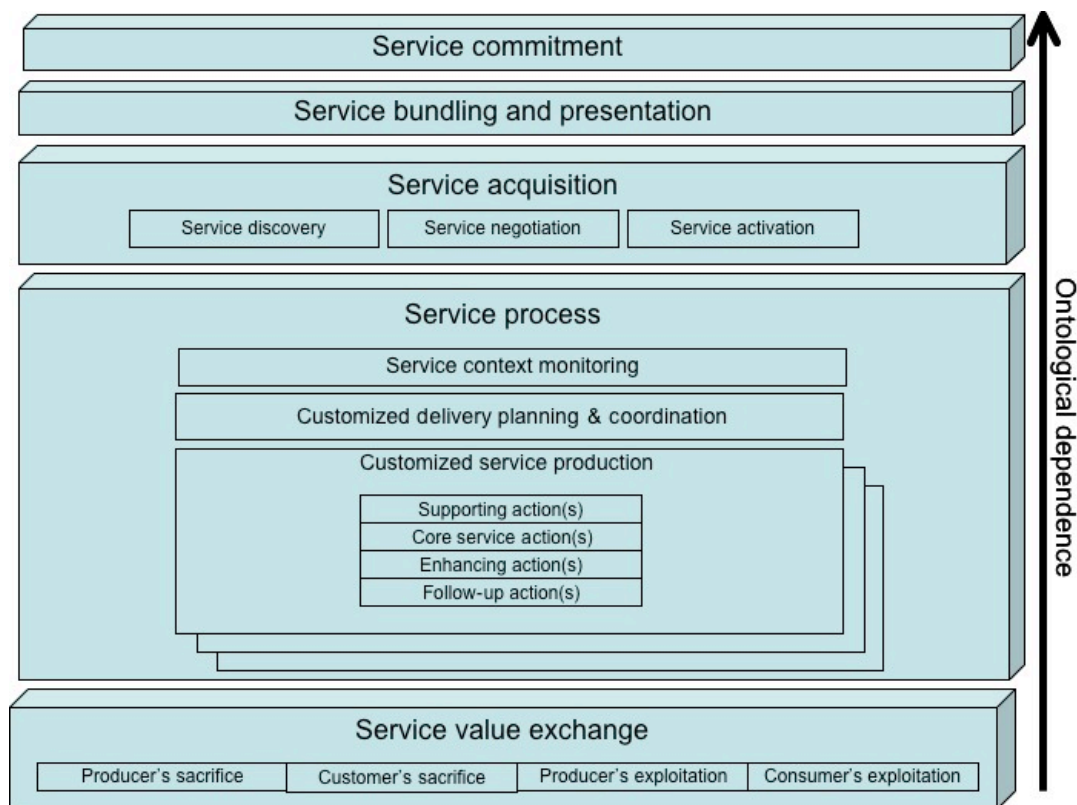 Service commitment
Service bundling and presentation
Service acquisition
Service discovery
Service negotiation
Service activation
Service process
Service context monitoring
Customized delivery planning & coordination
Customized service production
Supporting action(s)
Core service action(s)
Enhancing action(s)
Follow-up action(s)
Service value exchange
Producer's sacrifice
Customer's sacrifice
Producer's exploitation
Consumer's exploitation
Ontological dependence